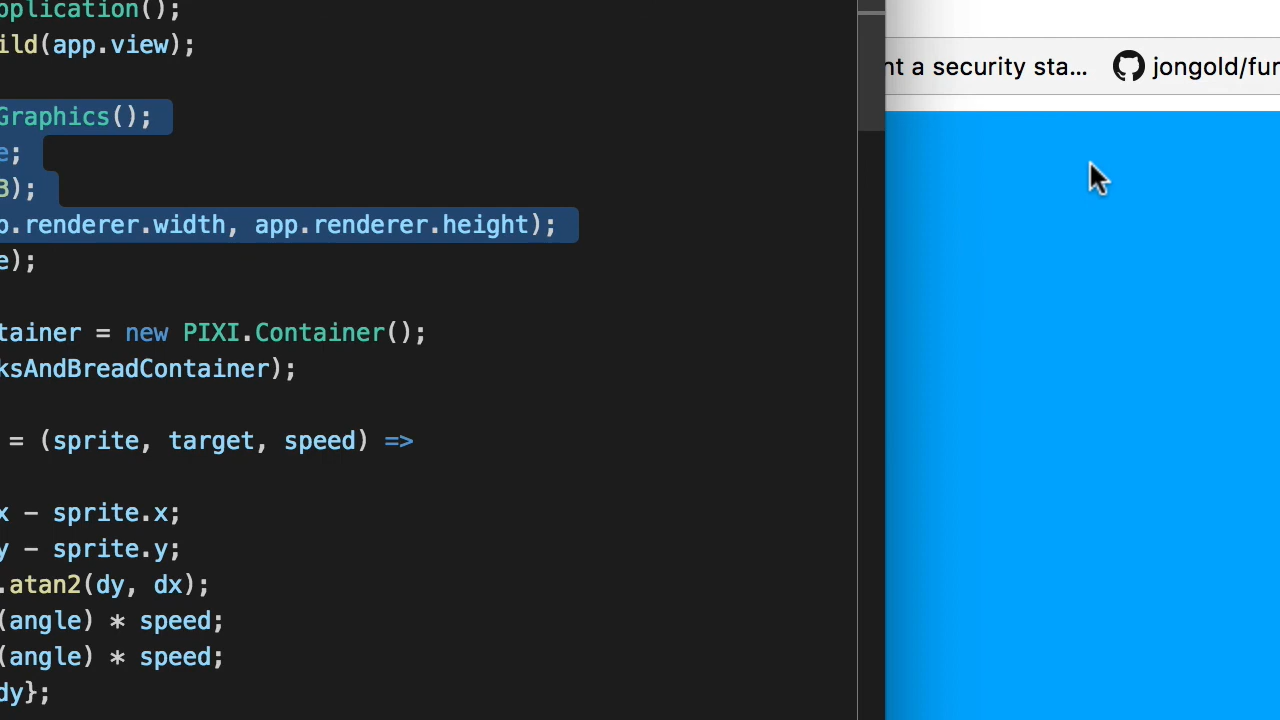 pplication();
ild(app.view);
Graphics();
e;
B);
p.renderer.width, app.renderer.height);
e);
tainer = new PIXI.Container();
ksAndBreadContainer);
= (sprite, target, speed) =>
x - sprite.x;
y - sprite.y;
.atan2(dy, dx);
(angle) * speed;
(angle) * speed;
dy};
nt a security sta...
jongold/fur